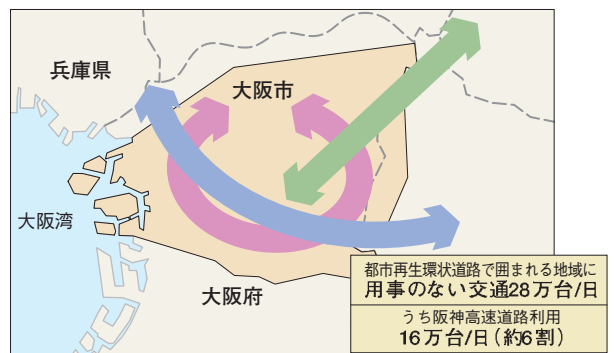 兵庫県
大阪市
大阪湾
大阪府
都市再生環状道路で囲まれる地域に
用事のない交通28万台/日
うち阪神高速道路利用
16万台/日(約6割)